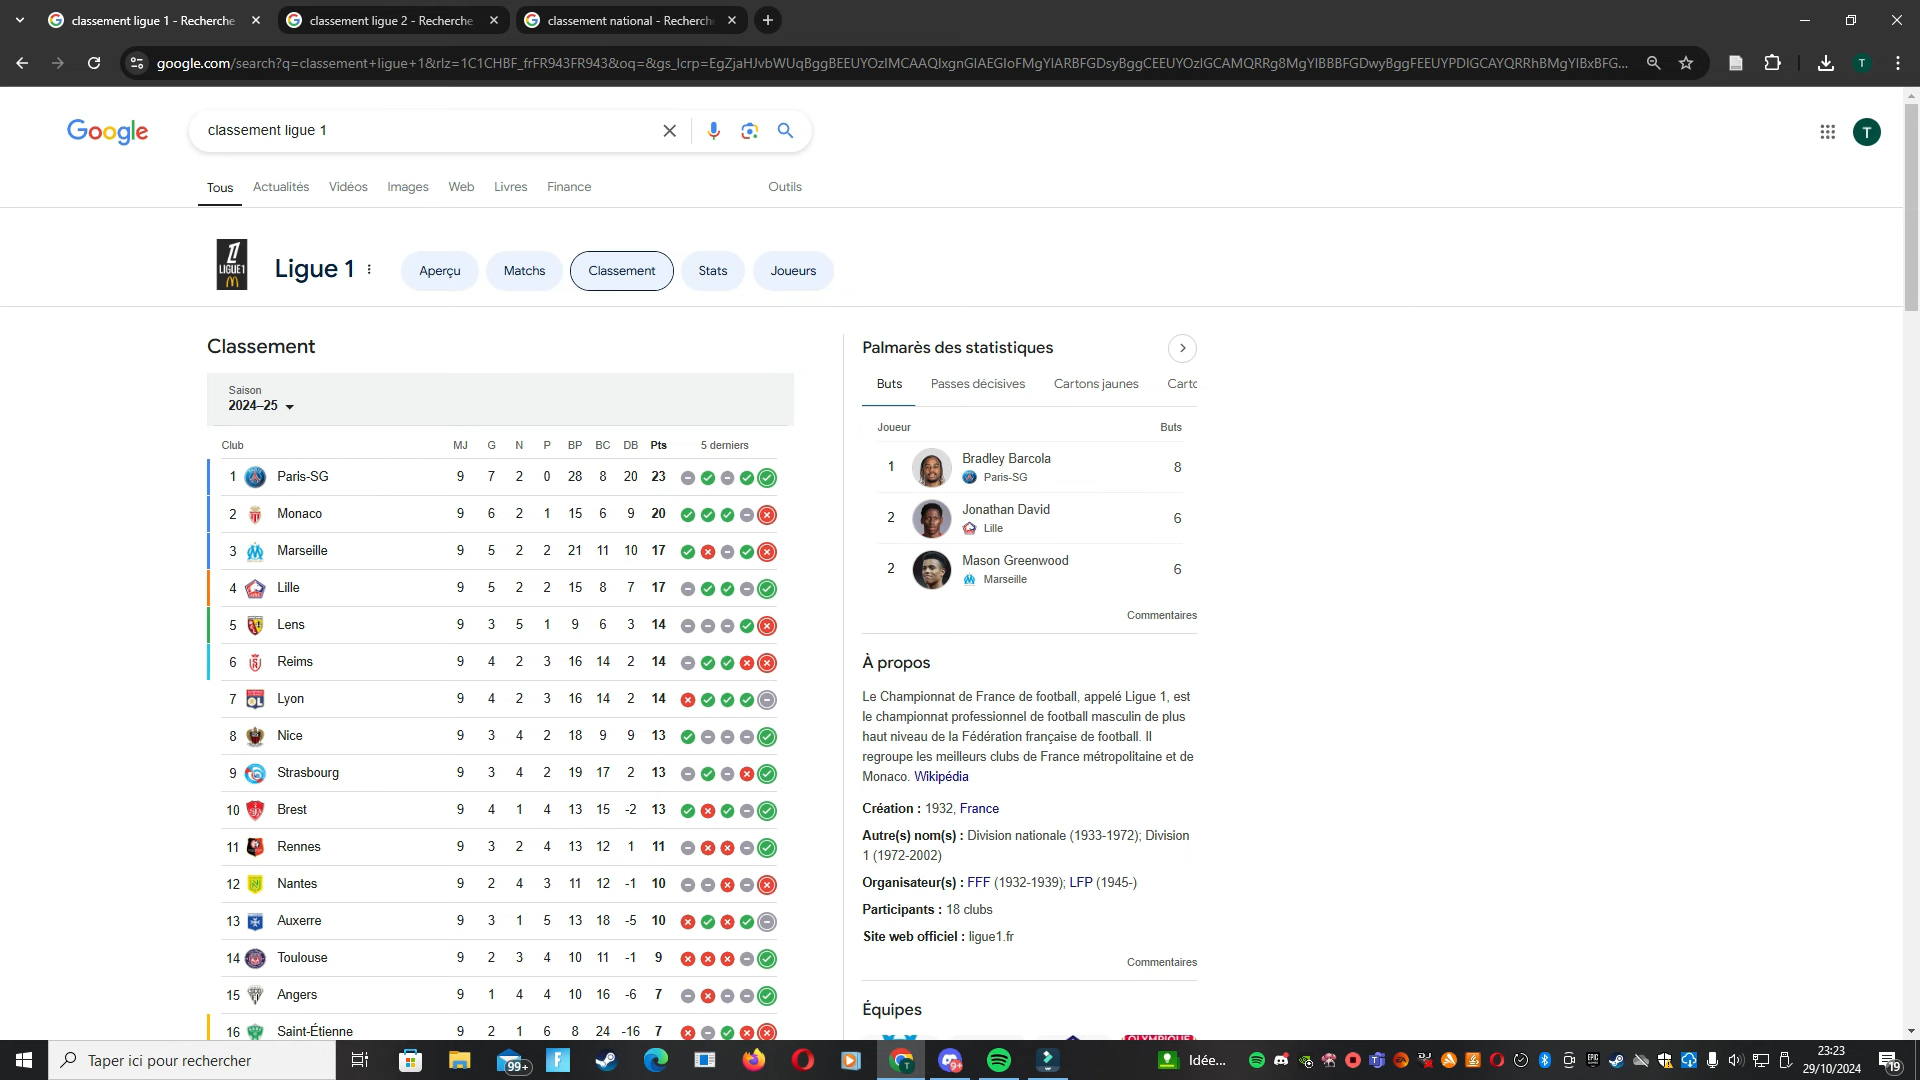 classement ligue 1 - Recherche
classement ligue 2 - Recherche
classement national - Recherch
google.com/search?q=classement+ligue+1&rlz=1C1CHBF_frFR943FR943&oq=&gs_lcrp=EgZjaHJvbWUqBggBEEUYOzIMCAAQIxgnGIAEGIoFMgYIARBFGDsyBggCEEUYOzIGCAMQRRg8MgYIBBBFGDwyBggFEEUYPDIGCAYQRRhBMgYIBxBFG...
T
Google
classement ligue 1
T
Tous Actualités Vidéos Images Web Livres Finance Outils
LIGUE 1
Ligue 1
Aperçu Matchs Classement Stats Joueurs
Classement
Saison
2024–25
Club MJ G N P BP BC DB Pts 5 derniers
1 Paris-SG 9 7 2 0 28 8 20 23
2 Monaco 9 6 2 1 15 6 9 20
3 Marseille 9 5 2 2 21 11 10 17
4 Lille 9 5 2 2 15 8 7 17
5 Lens 9 3 5 1 9 6 3 14
6 Reims 9 4 2 3 16 14 2 14
7 Lyon 9 4 2 3 16 14 2 14
8 Nice 9 3 4 2 18 9 9 13
9 Strasbourg 9 3 4 2 19 17 2 13
10 Brest 9 4 1 4 13 15 -2 13
11 Rennes 9 3 2 4 13 12 1 11
12 Nantes 9 2 4 3 11 12 -1 10
13 Auxerre 9 3 1 5 13 18 -5 10
14 Toulouse 9 2 3 4 10 11 -1 9
15 Angers 9 1 4 4 10 16 -6 7
16 Saint-Étienne 9 2 1 6 8 24 -16 7
Palmarès des statistiques
Buts Passes décisives Cartons jaunes Carto
Joueur Buts
1 Bradley Barcola 8
Paris-SG
2 Jonathan David 6
Lille
2 Mason Greenwood 6
Marseille
Commentaires
À propos
Le Championnat de France de football, appelé Ligue 1, est
le championnat professionnel de football masculin de plus
haut niveau de la Fédération française de football. Il
regroupe les meilleurs clubs de France métropolitaine et de
Monaco. Wikipédia
Création : 1932, France
Autre(s) nom(s) : Division nationale (1933-1972); Division
1 (1972-2002)
Organisateur(s) : FFF (1932-1939); LFP (1945-)
Participants : 18 clubs
Site web officiel : ligue1.fr
Commentaires
Équipes
OLYMPIQUE
Taper ici pour rechercher
99+
9+
Idée...
23:23
29/10/2024
19